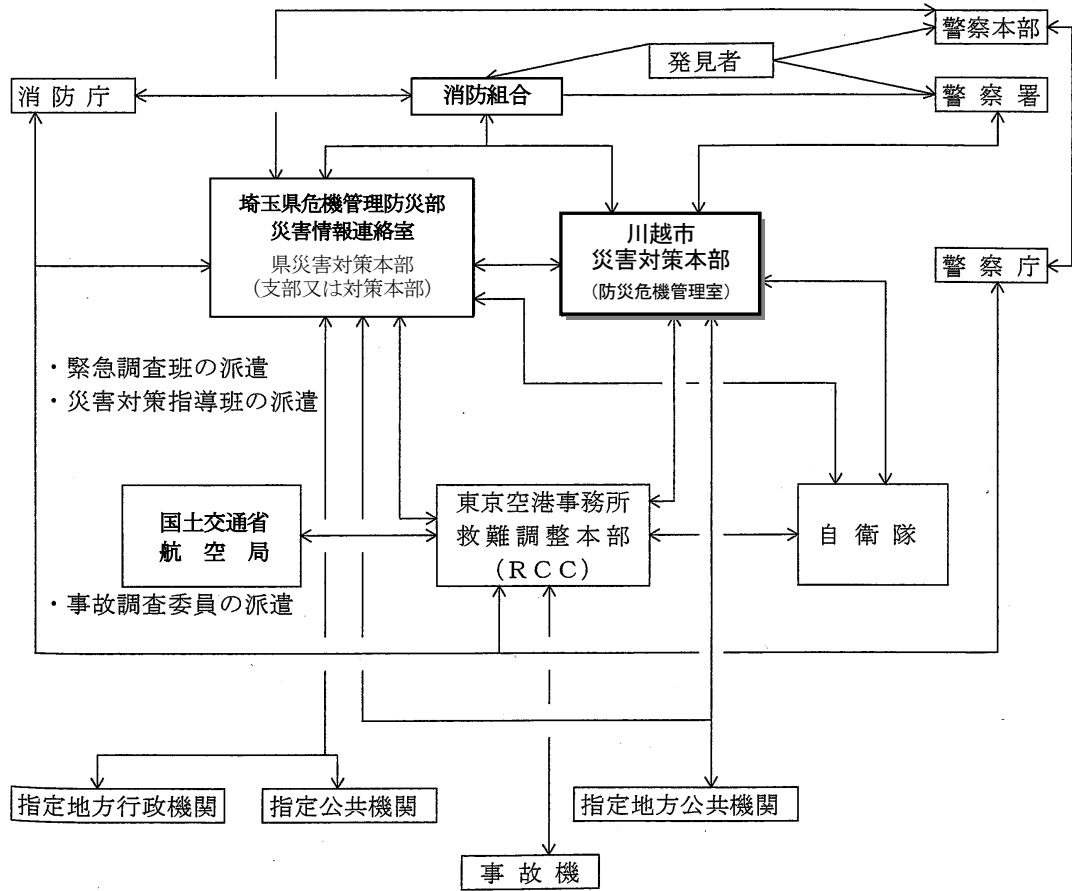 警察本部
発見者
消防庁
消防組合
警察署
埼玉県危機管理防災部
災害情報連絡室
県災害対策本部
（支部又は対策本部）
川越市
災害対策本部
（防災危機管理室）
警察庁
・緊急調査班の派遣
・災害対策指導班の派遣
国土交通省
航空局
東京空港事務所
救難調整本部
（ＲＣＣ）
自衛隊
・事故調査委員の派遣
指定地方行政機関
指定公共機関
指定地方公共機関
事故機